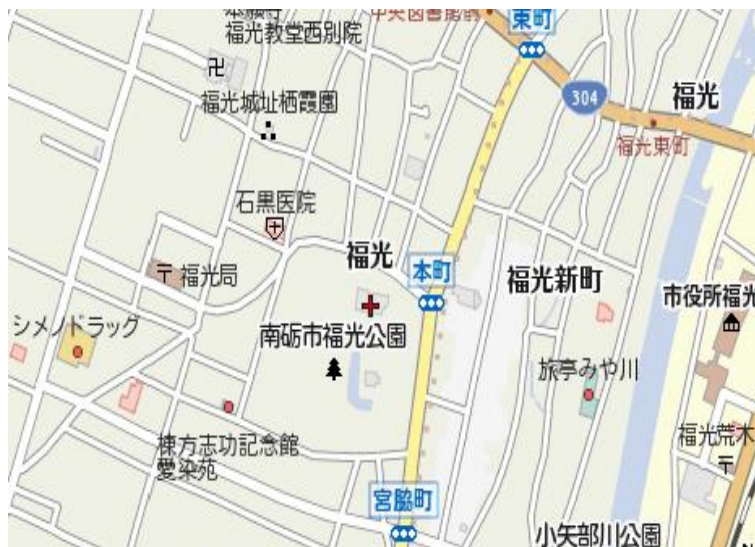 東町
福光教堂西別院
福光城址栖霞園
304
福光
福光東町
石黒医院
福光
本町
福光新町
福光局
市役所福光
シメノドラッグ
南砺市福光公園
旅亭みや川
福光荒木
棟方志功記念館
愛染苑
宮脇町
小矢部川公園